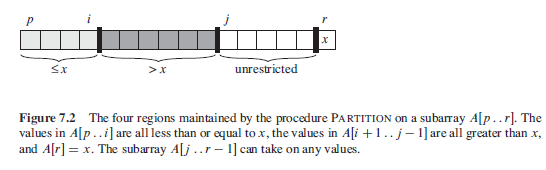 p i j r
x
≤x >x unrestricted
Figure 7.2 The four regions maintained by the procedure PARTITION on a subarray A[p . . r]. The
values in A[p . . i] are all less than or equal to x, the values in A[i + 1 . . j − 1] are all greater than x,
and A[r] = x. The subarray A[j . . r − 1] can take on any values.